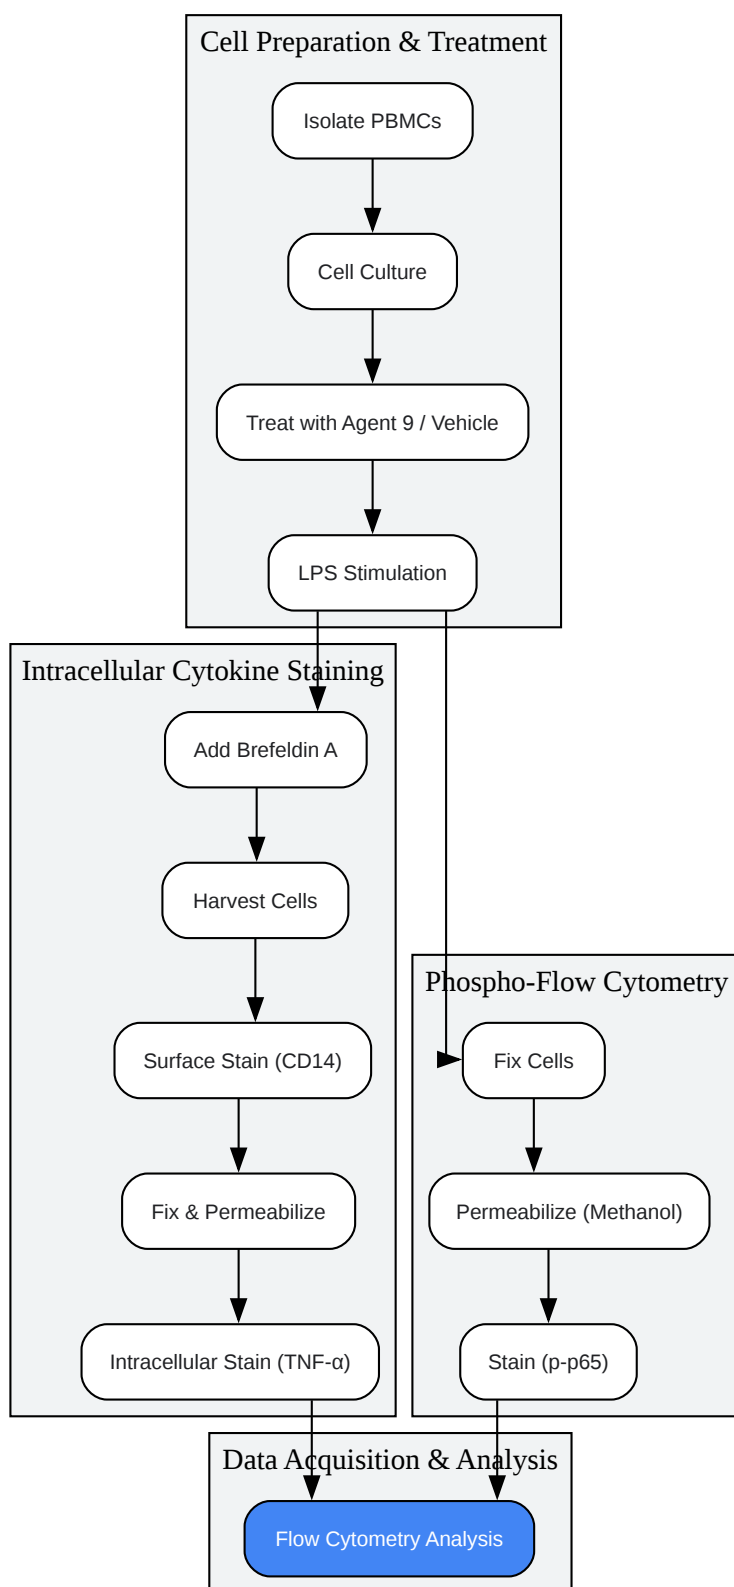 Cell Preparation & Treatment
Isolate PBMCs
Cell Culture
Treat with Agent 9 / Vehicle
LPS Stimulation
Intracellular Cytokine Staining
Add Brefeldin A
Harvest Cells
Surface Stain (CD14)
Fix & Permeabilize
Intracellular Stain (TNF-α)
Phospho-Flow Cytometry
Fix Cells
Permeabilize (Methanol)
Stain (p-p65)
Data Acquisition & Analysis
Flow Cytometry Analysis